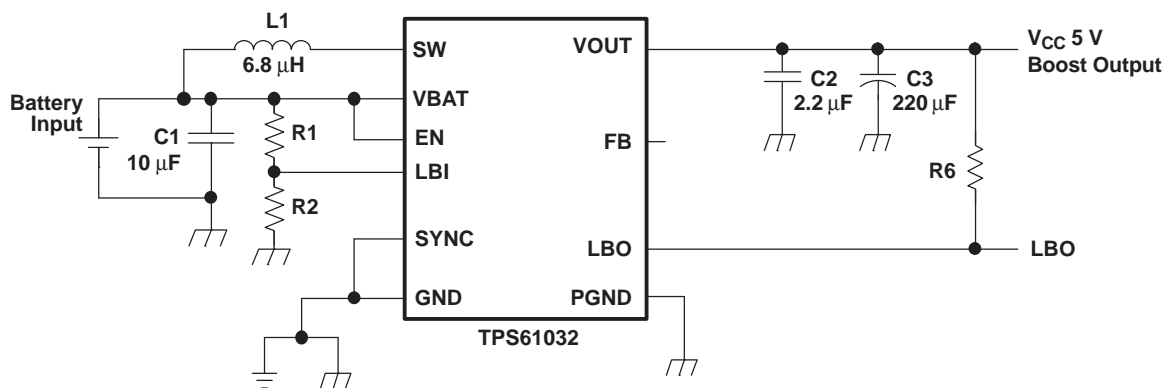 L1
6.8 μH
Battery
Input
C1
10 μF
R1
R2
SW
VBAT
EN
LBI
SYNC
GND
VOUT
FB
LBO
PGND
TPS61032
C2
2.2 μF
C3
220 μF
R6
VCC 5 V
Boost Output
LBO